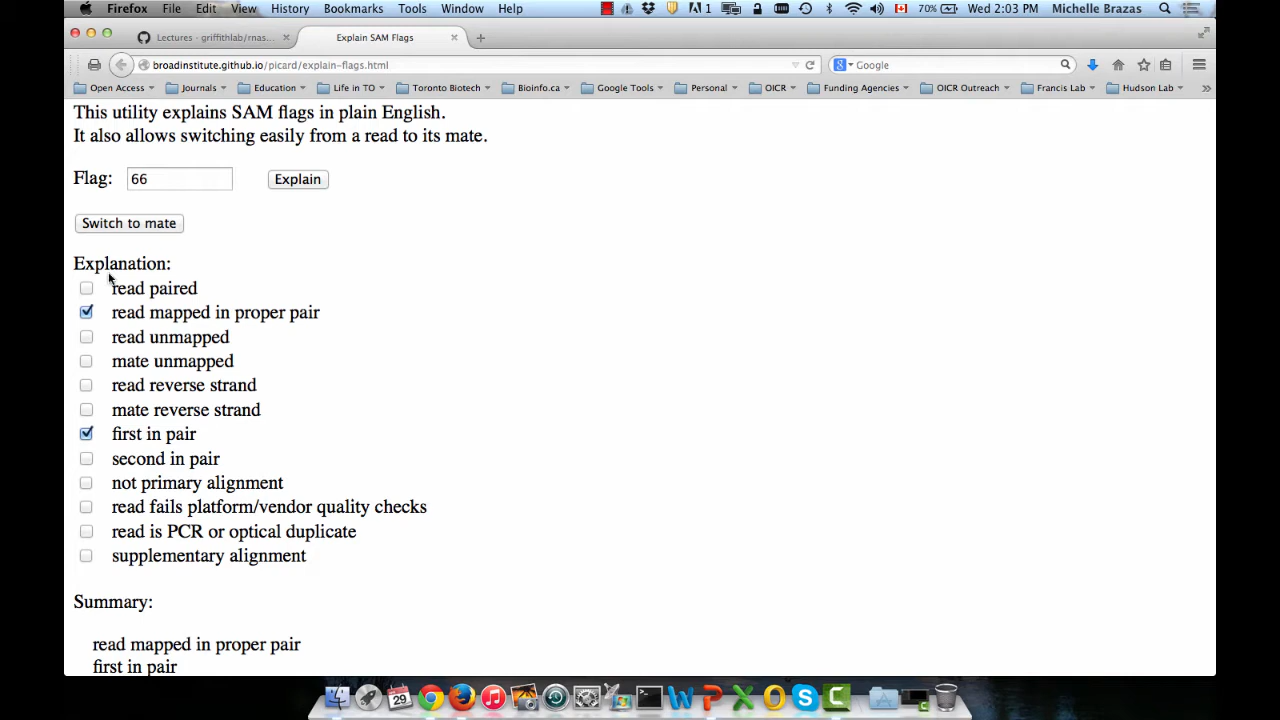 Firefox File Edit View History Bookmarks Tools Window Help 1 70% Wed 2:03 PM Michelle Brazas
Lectures - griffithlab/rnas... Explain SAM Flags
broadinstitute.github.io/picard/explain-flags.html Google
Open Access Journals Education Life in TO Toronto Biotech Bioinfo.ca Google Tools Personal OICR Funding Agencies OICR Outreach Francis Lab Hudson Lab
This utility explains SAM flags in plain English.
It also allows switching easily from a read to its mate.
Flag: 66 Explain
Switch to mate
Explanation:
read paired
read mapped in proper pair
read unmapped
mate unmapped
read reverse strand
mate reverse strand
first in pair
second in pair
not primary alignment
read fails platform/vendor quality checks
read is PCR or optical duplicate
supplementary alignment
Summary:
read mapped in proper pair
first in pair
29